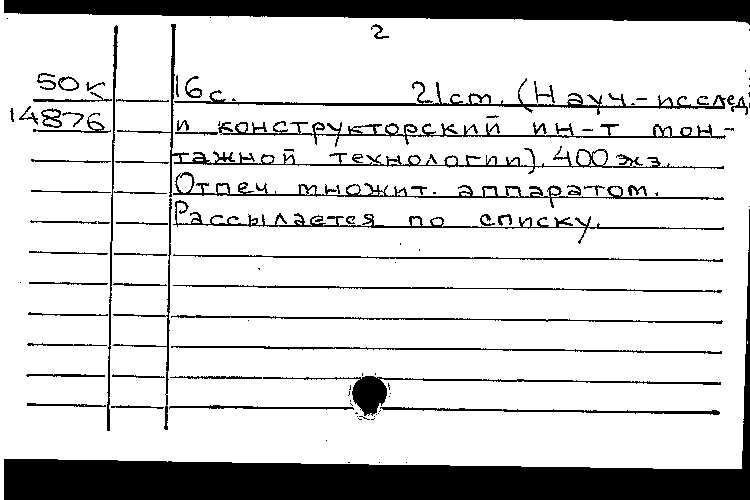 2
50к 16с. 21cm. (Науч.-исслед
14876 и конструкторский ин-т мон-
тажной технологии). 400 экз.
Отпеч. множит. аппаратом.
Рассылается по списку.